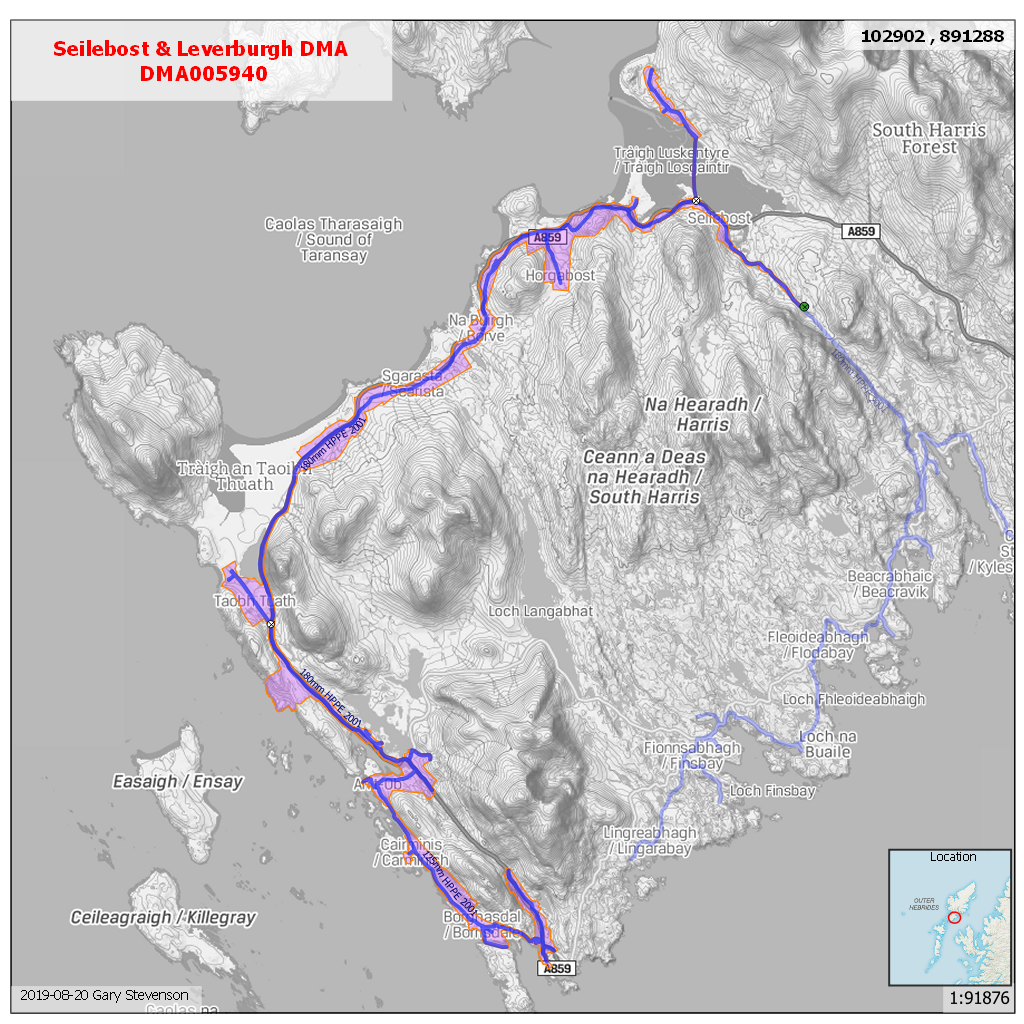 Seilebost & Leverburgh DMA
DMA005940
102902 , 891288
South Harris
Forest
Tràigh Luskentyre
/ Tràigh Losgaintir
Seilebost
A859
Caolas Tharasaigh
/ Sound of
Taransay
A859
Horgabost
Na Buirgh
/ Borve
Sgarasta
/ Scarista
180mm HPPE 2001
Na Hearadh /
Harris
Ceann a Deas
na Hearadh /
South Harris
180mm HPPE 2001
Tràigh an Taoibh
Thuath
Taobh Tuath
Loch Langabhat
Beacrabhaic
/ Beacravik
/ Kyles
Fleoideabhagh
/ Flodabay
Loch Fhleoideabhaigh
Loch na
Buaile
Fionnsabhagh
/ Finsbay
Loch Finsbay
Lingreabhagh
/ Lingarabay
180mm HPPE 2001
Easaigh / Ensay
An t-Ob
Cairminis
/ Carminish
125mm HPPE 2001
Ceileagraigh / Killegray
Borrhasdal
/ Borrisdale
A859
Location
OUTER
HEBRIDES
2019-08-20 Gary Stevenson
1:91876
Caolas na